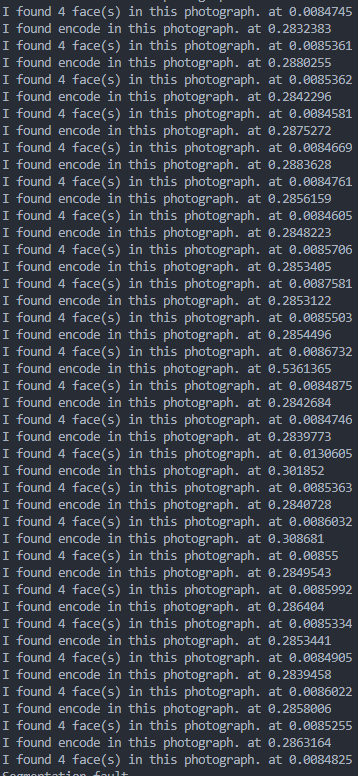 I found 4 face(s) in this photograph. at 0.0084745
I found encode in this photograph. at 0.2832383
I found 4 face(s) in this photograph. at 0.0085361
I found encode in this photograph. at 0.2880255
I found 4 face(s) in this photograph. at 0.0085362
I found encode in this photograph. at 0.2842296
I found 4 face(s) in this photograph. at 0.0084581
I found encode in this photograph. at 0.2875272
I found 4 face(s) in this photograph. at 0.0084669
I found encode in this photograph. at 0.2883628
I found 4 face(s) in this photograph. at 0.0084761
I found encode in this photograph. at 0.2856159
I found 4 face(s) in this photograph. at 0.0084605
I found encode in this photograph. at 0.2848223
I found 4 face(s) in this photograph. at 0.0085706
I found encode in this photograph. at 0.2853405
I found 4 face(s) in this photograph. at 0.0087581
I found encode in this photograph. at 0.2853122
I found 4 face(s) in this photograph. at 0.0085503
I found encode in this photograph. at 0.2854496
I found 4 face(s) in this photograph. at 0.0086732
I found encode in this photograph. at 0.5361365
I found 4 face(s) in this photograph. at 0.0084875
I found encode in this photograph. at 0.2842684
I found 4 face(s) in this photograph. at 0.0084746
I found encode in this photograph. at 0.2839773
I found 4 face(s) in this photograph. at 0.0130605
I found encode in this photograph. at 0.301852
I found 4 face(s) in this photograph. at 0.0085363
I found encode in this photograph. at 0.2840728
I found 4 face(s) in this photograph. at 0.0086032
I found encode in this photograph. at 0.308681
I found 4 face(s) in this photograph. at 0.00855
I found encode in this photograph. at 0.2849543
I found 4 face(s) in this photograph. at 0.0085992
I found encode in this photograph. at 0.286404
I found 4 face(s) in this photograph. at 0.0085334
I found encode in this photograph. at 0.2853441
I found 4 face(s) in this photograph. at 0.0084905
I found encode in this photograph. at 0.2839458
I found 4 face(s) in this photograph. at 0.0086022
I found encode in this photograph. at 0.2858006
I found 4 face(s) in this photograph. at 0.0085255
I found encode in this photograph. at 0.2863164
I found 4 face(s) in this photograph. at 0.0084825
Segmentation fault